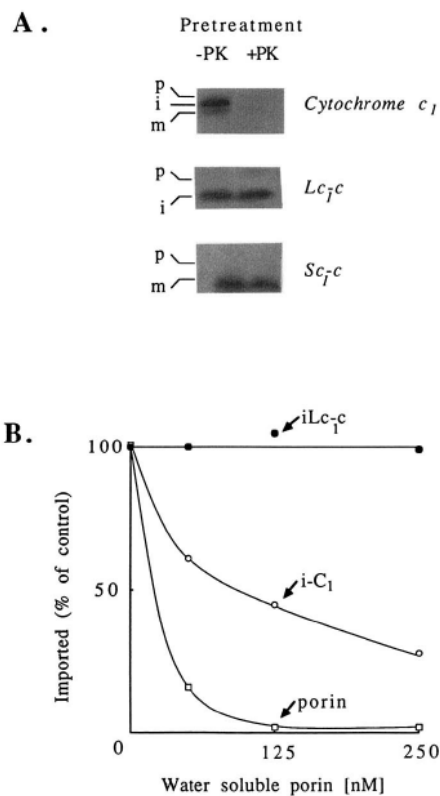 A.
Pretreatment
-PK +PK
p
i
m
Cytochrome c1
p
i
Lc1-c
p
m
Sc1-c
B.
iLc1-c
100
50
0
i-C1
porin
125
250
Imported (% of control)
Water soluble porin [nM]